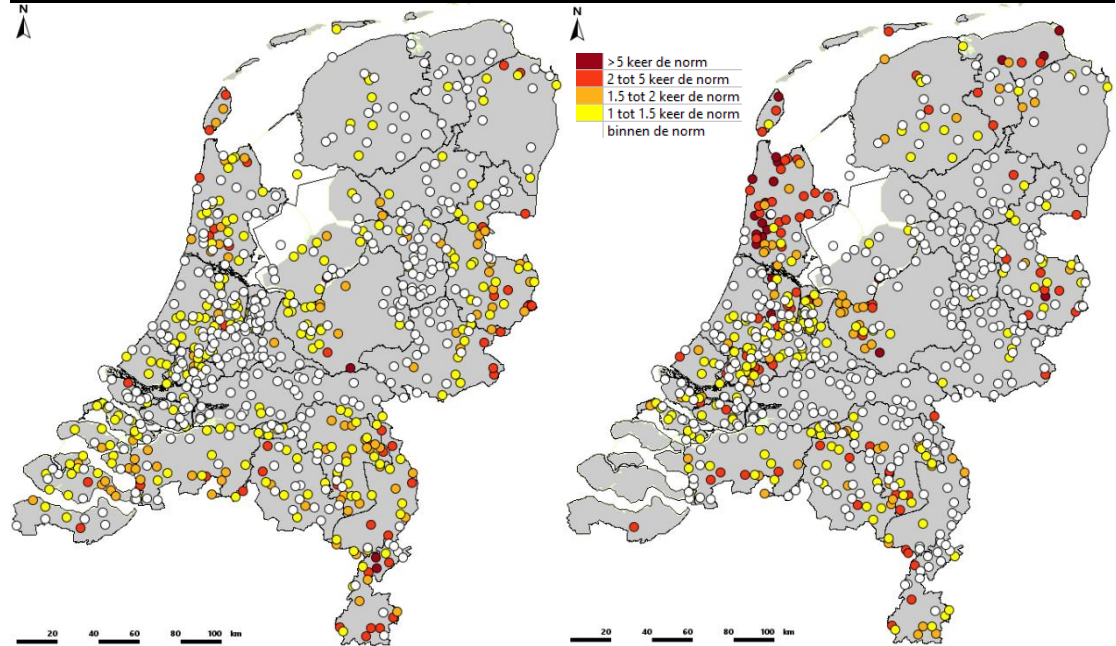 N
N
>5 keer de norm
2 tot 5 keer de norm
1.5 tot 2 keer de norm
1 tot 1.5 keer de norm
binnen de norm
20 40 60 80 100 km
20 40 60 80 100 km